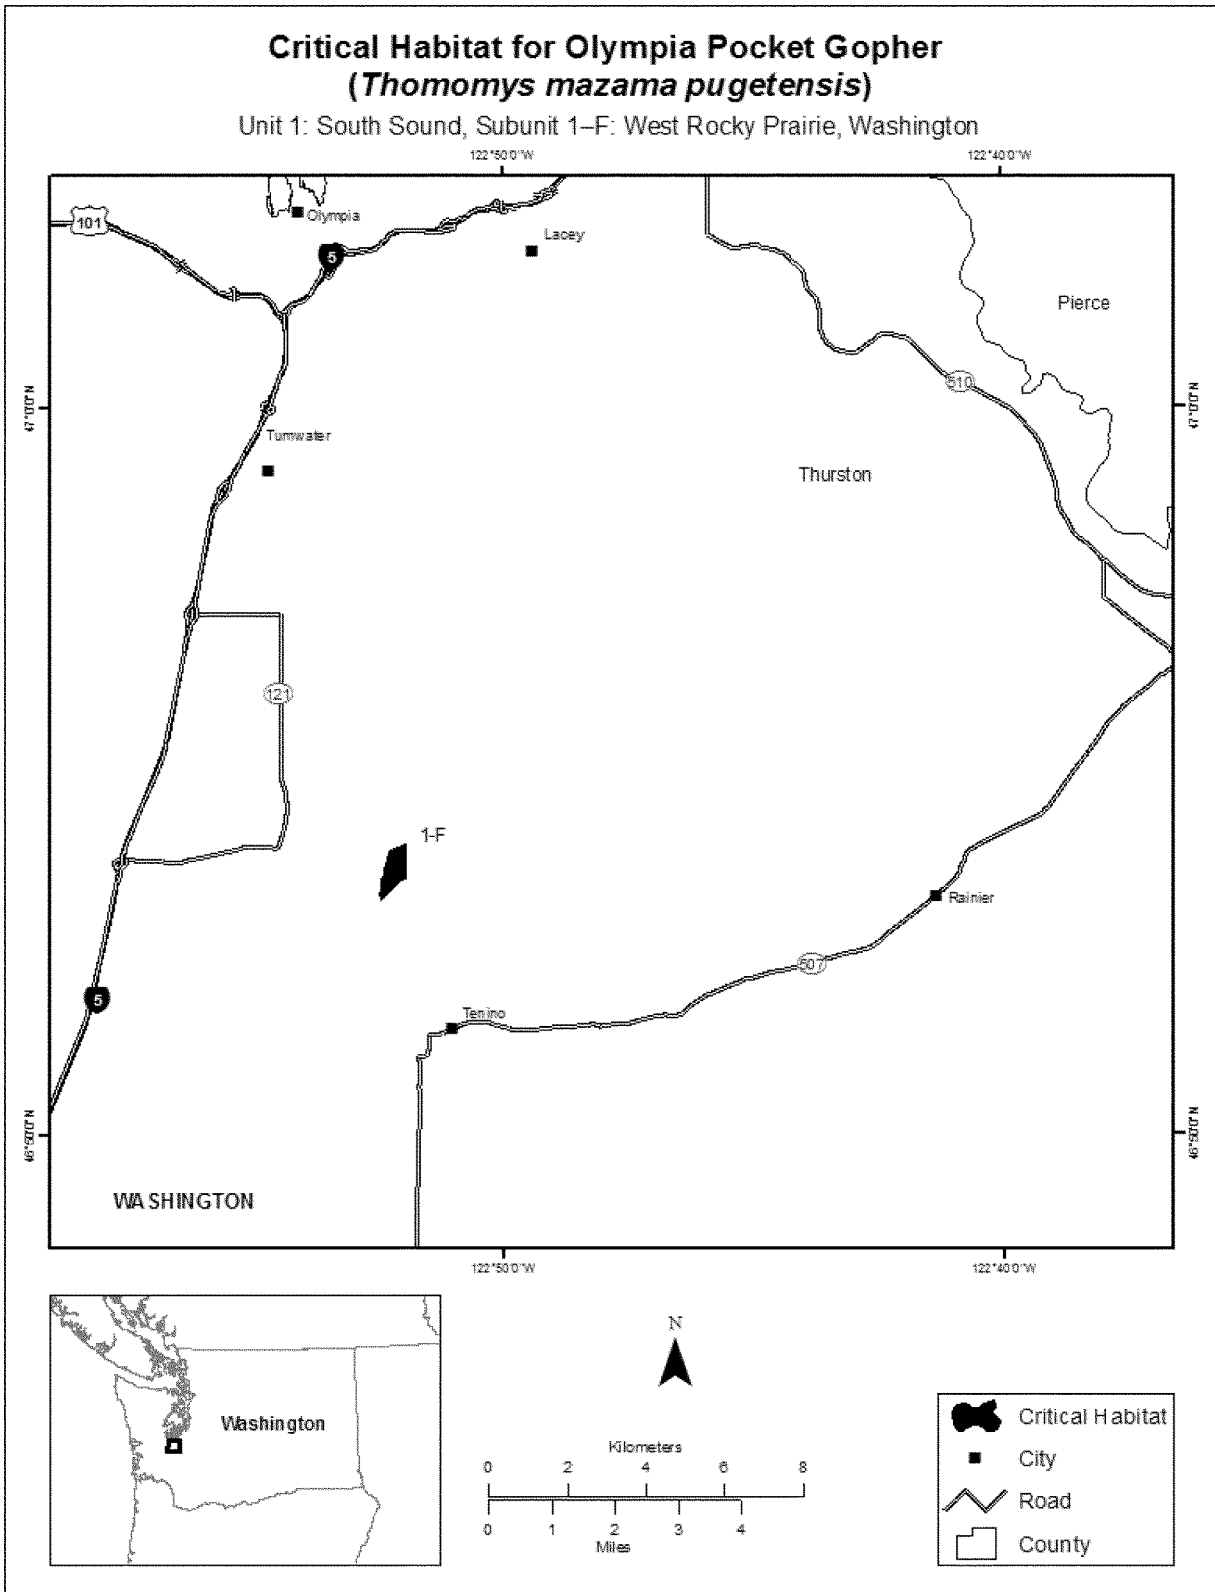 Critical Habitat for Olympia Pocket Gopher
(Thomomys mazama pugetensis)
Unit 1: South Sound, Subunit 1–F: West Rocky Prairie, Washington
122°50'0"W
122°40'0"W
101
Olympia
5
Lacey
Pierce
510
47°0'0"N
47°0'0"N
Tumwater
Thurston
121
1-F
Rainier
507
5
Tenino
46°50'0"N
46°50'0"N
WASHINGTON
122°50'0"W
122°40'0"W
Washington
N
Kilometers
0 2 4 6 8
0 1 2 3 4
Miles
Critical Habitat
City
Road
County